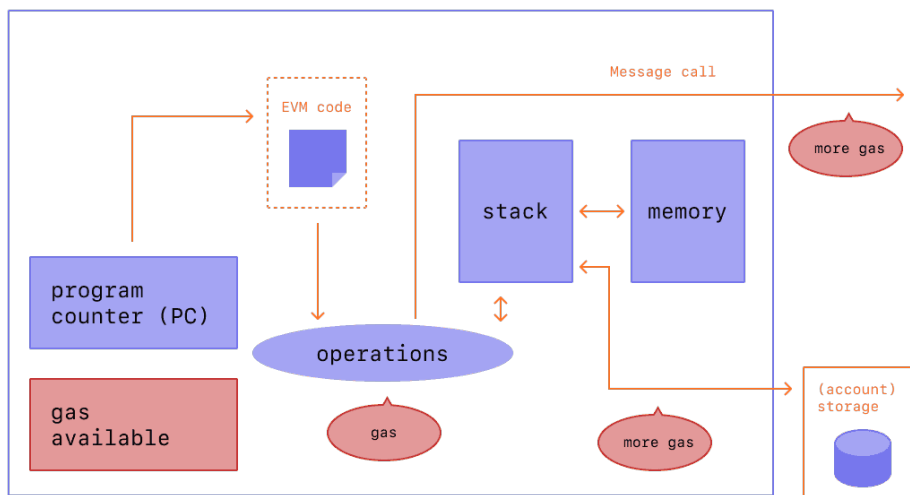 Message call
EVM code
more gas
stack
memory
program
counter (PC)
operations
(account)
storage
gas
available
gas
more gas